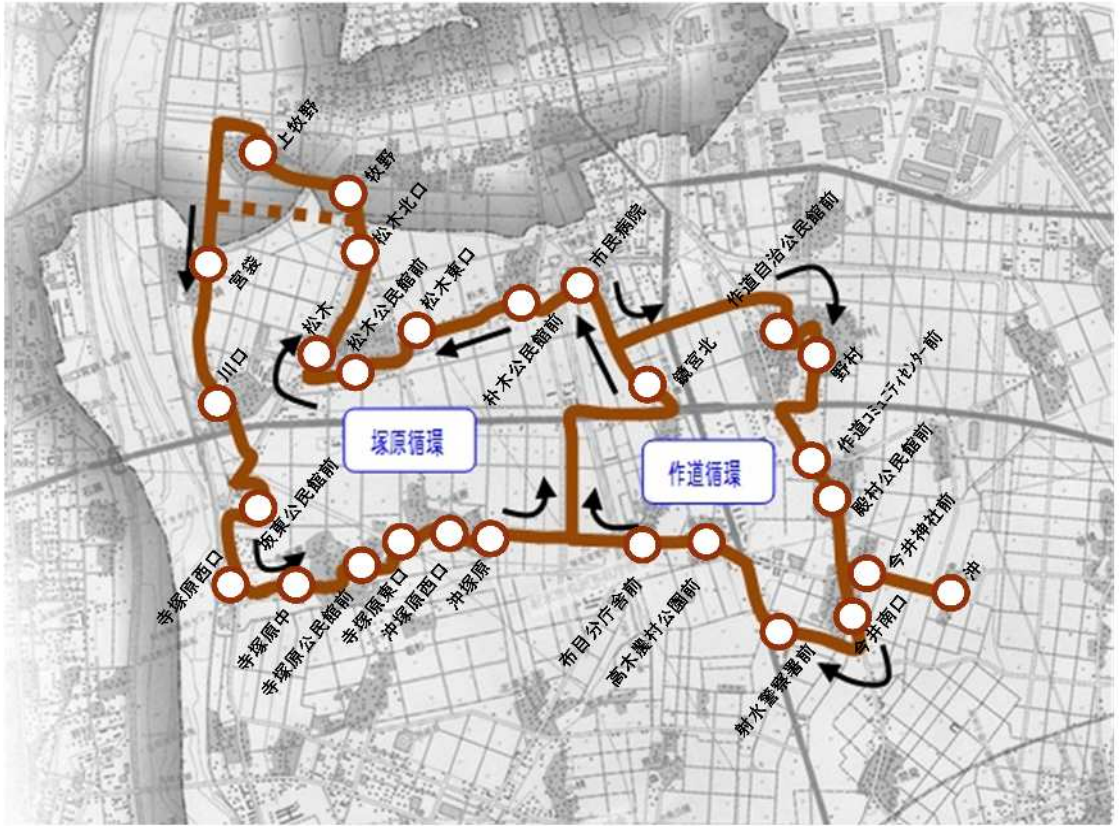 上牧野
牧野
松木北口
宮袋
松木
松木公民館前
松木東口
朴木公民館前
市民病院
作道自治公民館前
野村
鏡宮北
作道コミュニティセンター前
殿村公民館前
今井神社前
沖
今井南口
射水警察署前
高木農村公園前
布目分庁舎前
川口
坂東公民館前
寺塚原西口
寺塚原中
寺塚原公民館前
寺塚原東口
沖塚原西口
沖塚原
塚原循環
作道循環